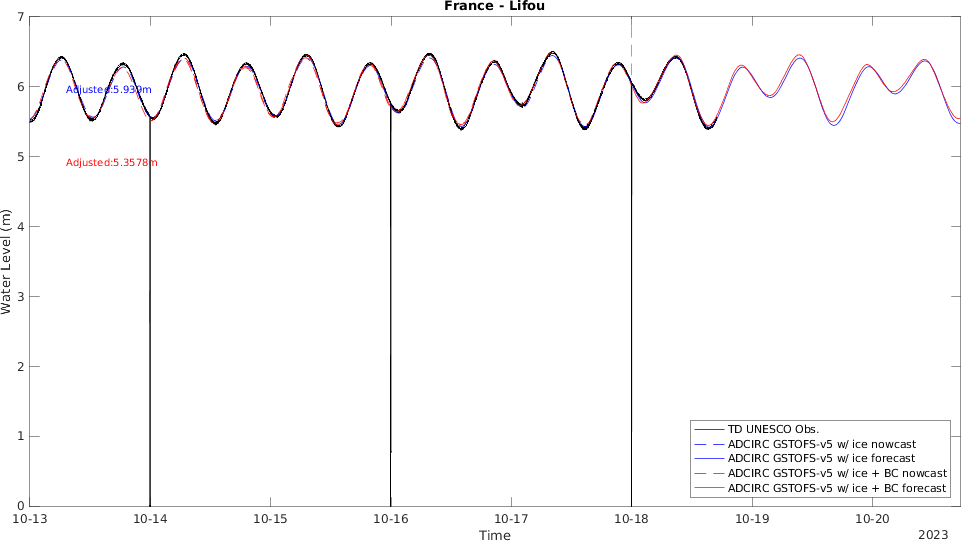 France - Lifou
7
6
5
4
3
2
1
0
Water Level (m)
Adjusted:5.939m
Adjusted:5.3578m
TD UNESCO Obs.
ADCIRC GSTOFS-v5 w/ ice nowcast
ADCIRC GSTOFS-v5 w/ ice forecast
ADCIRC GSTOFS-v5 w/ ice + BC nowcast
ADCIRC GSTOFS-v5 w/ ice + BC forecast
10-13 10-14 10-15 10-16 10-17 10-18 10-19 10-20
Time
2023